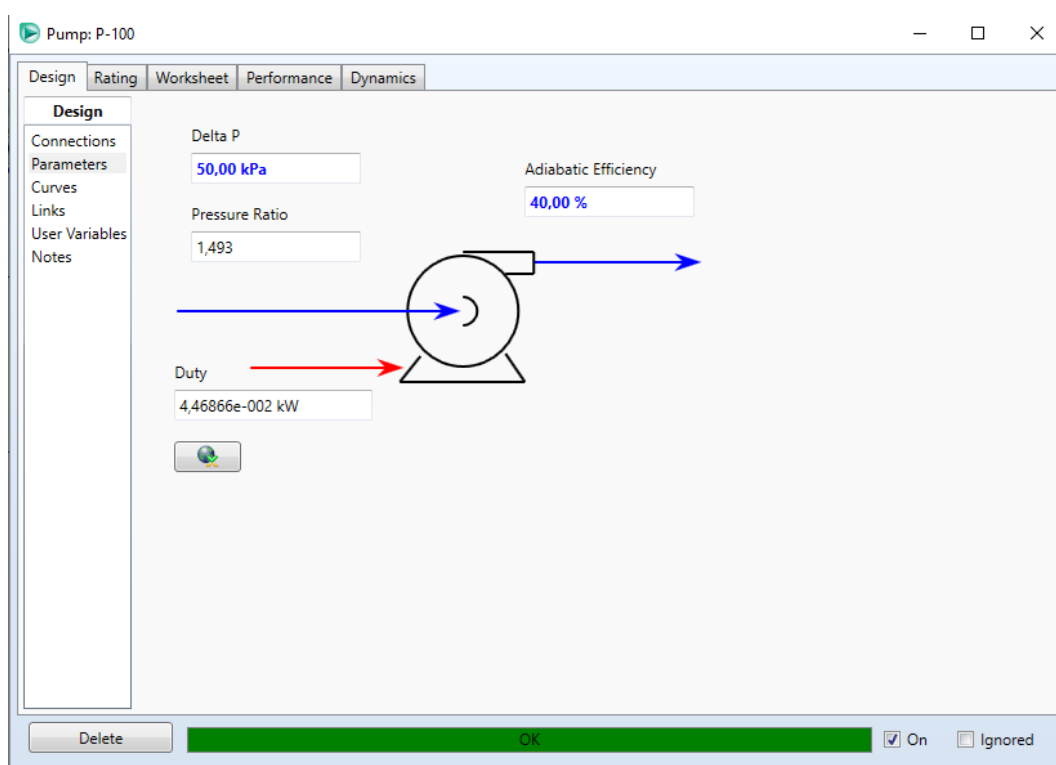 Pump: P-100
Design Rating Worksheet Performance Dynamics
Design
Connections
Parameters
Curves
Links
User Variables
Notes
Delta P
50,00 kPa
Adiabatic Efficiency
40,00 %
Pressure Ratio
1,493
Duty
4,46866e-002 kW
Delete
OK
On
Ignored